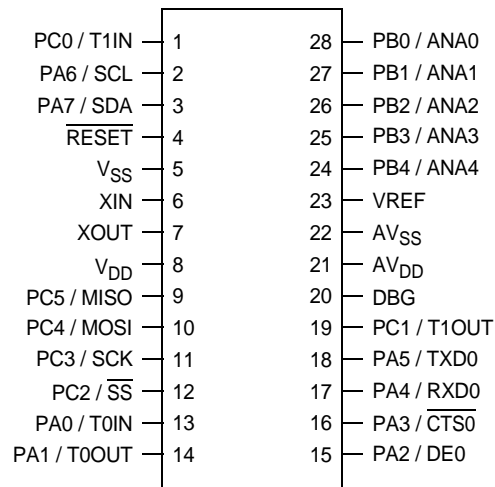 PC0 / T1IN 1 28 PB0 / ANA0
PA6 / SCL 2 27 PB1 / ANA1
PA7 / SDA 3 26 PB2 / ANA2
RESET 4 25 PB3 / ANA3
VSS 5 24 PB4 / ANA4
XIN 6 23 VREF
XOUT 7 22 AVSS
VDD 8 21 AVDD
PC5 / MISO 9 20 DBG
PC4 / MOSI 10 19 PC1 / T1OUT
PC3 / SCK 11 18 PA5 / TXD0
PC2 / SS 12 17 PA4 / RXD0
PA0 / T0IN 13 16 PA3 / CTS0
PA1 / T0OUT 14 15 PA2 / DE0